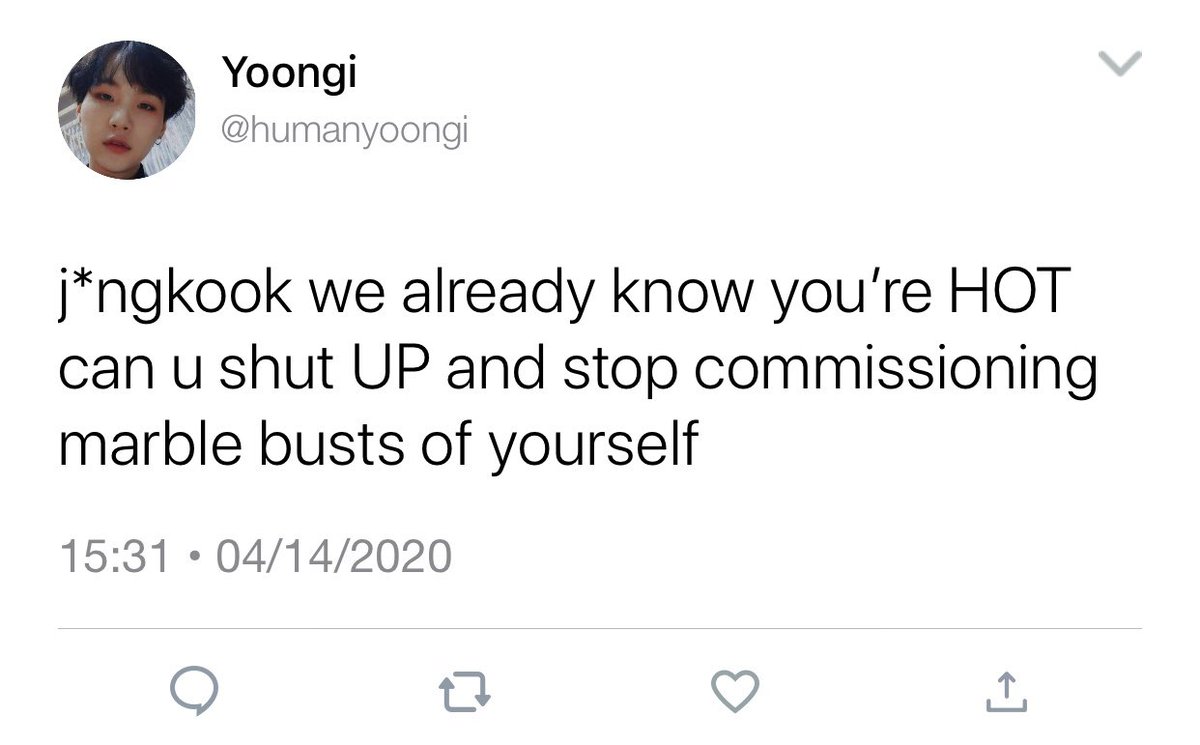 Yoongi
@humanyoongi
j*ngkook we already know you’re HOT
can u shut UP and stop commissioning
marble busts of yourself
15:31 • 04/14/2020